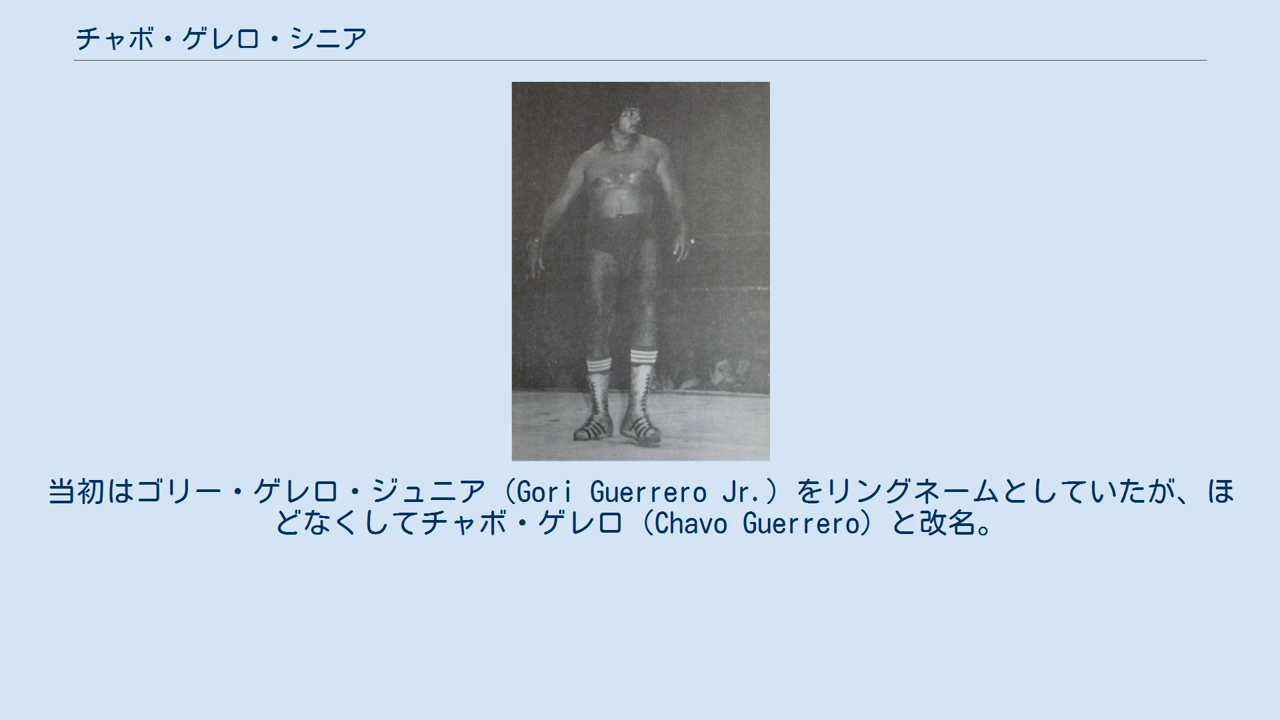 チャボ・ゲレロ・シニア
当初はゴリー・ゲレロ・ジュニア（Gori Guerrero Jr.）をリングネームとしていたが、ほ
どなくしてチャボ・ゲレロ（Chavo Guerrero）と改名。